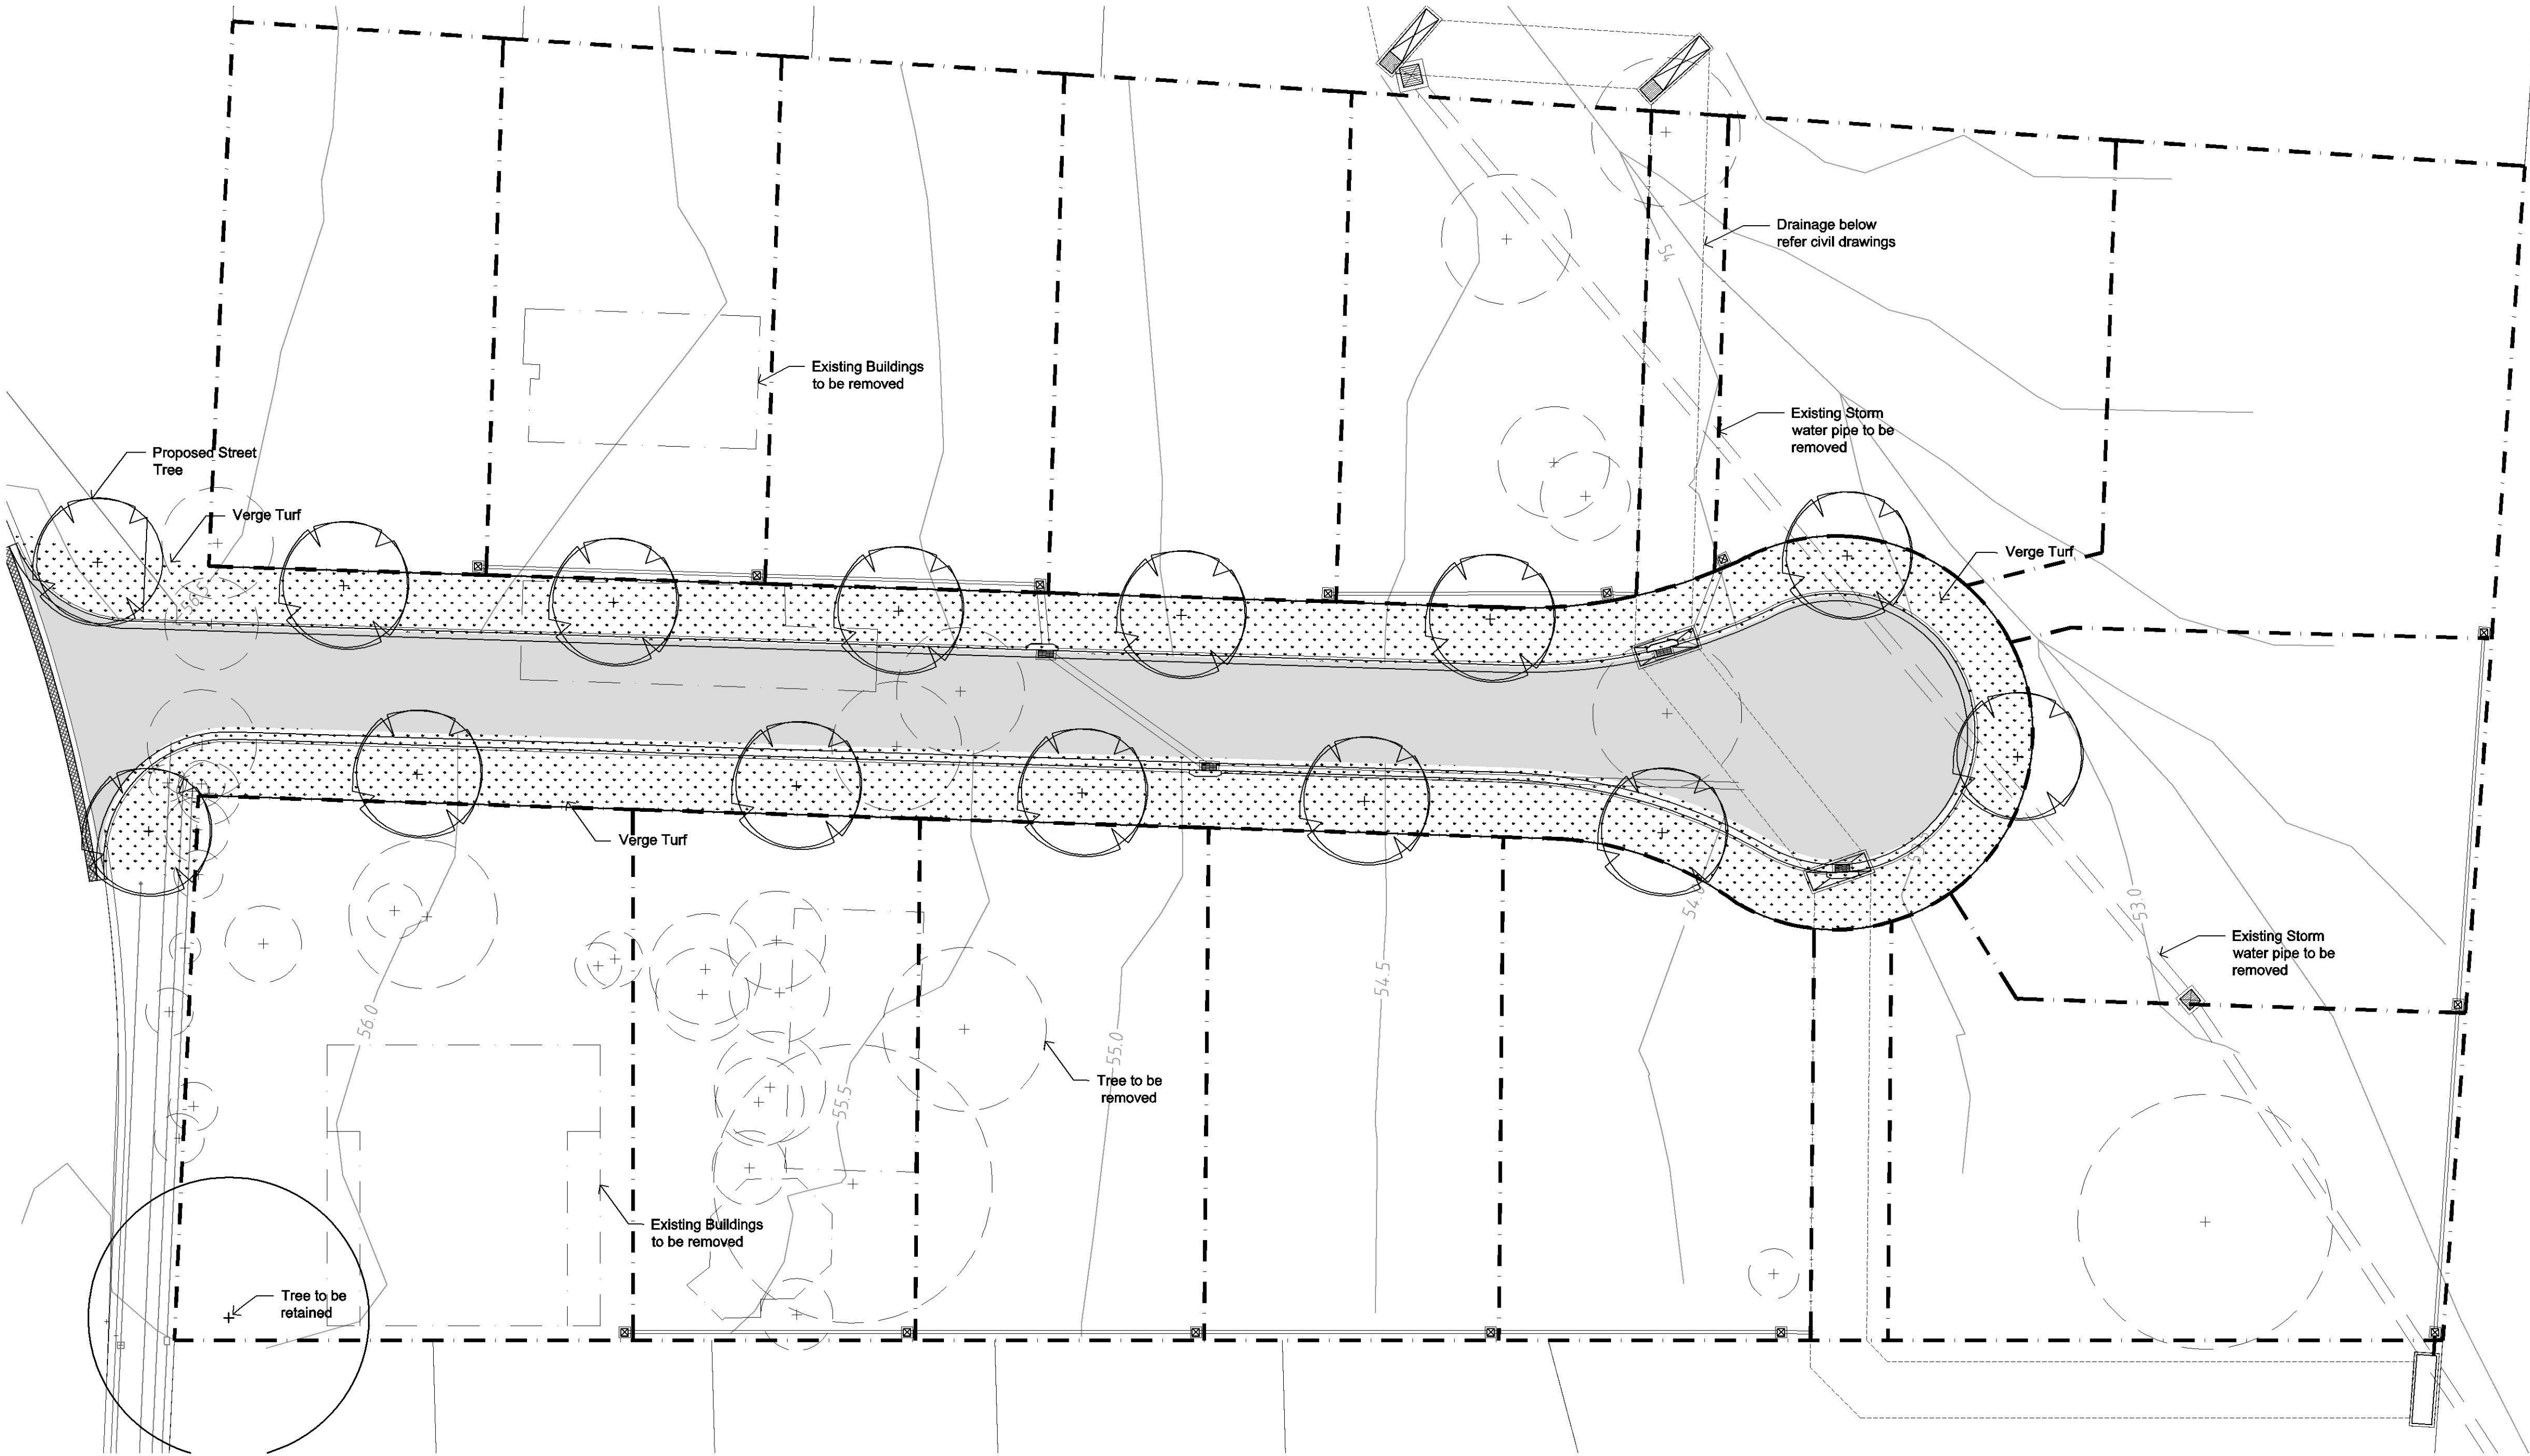 Drainage below
refer civil drawings
54
Existing Buildings
to be removed
Existing Storm
water pipe to be
removed
Proposed Street
Tree
Verge Turf
Verge Turf
56.5
Verge Turf
54.
53.0
Existing Storm
water pipe to be
removed
54.5
56.0
55.0
55.5
Tree to be
removed
Existing Buildings
to be removed
Tree to be
retained